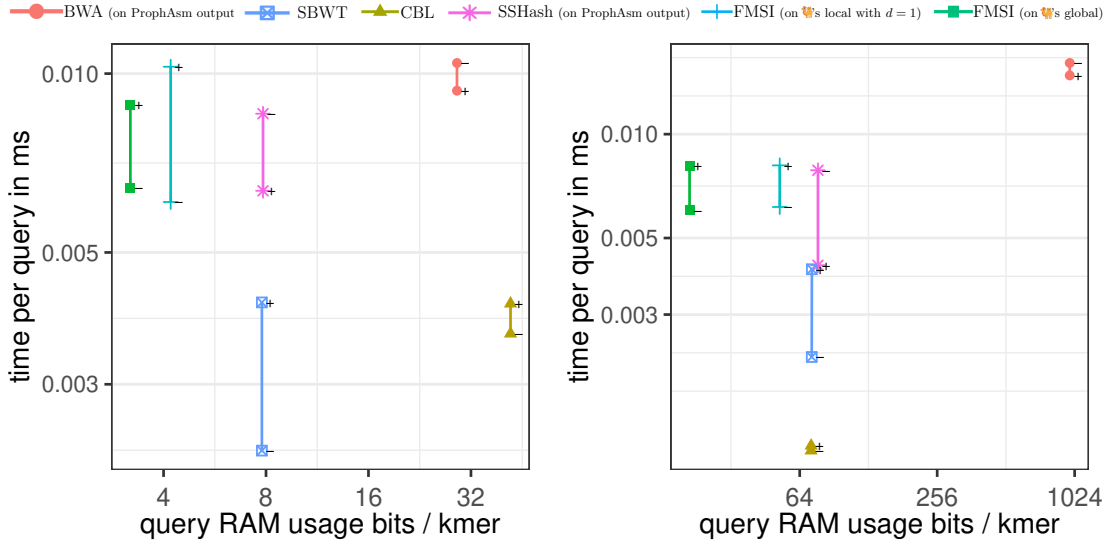 BWA (on ProphAsm output SBWT CBL SSHash (on ProphAsm output) FMSI (on 🐫's local with d = 1) FMSI (on 🐫's global)
time per query in ms
0.010
0.005
0.003
4 8 16 32
query RAM usage bits / kmer
time per query in ms
0.010
0.005
0.003
64 256 1024
query RAM usage bits / kmer